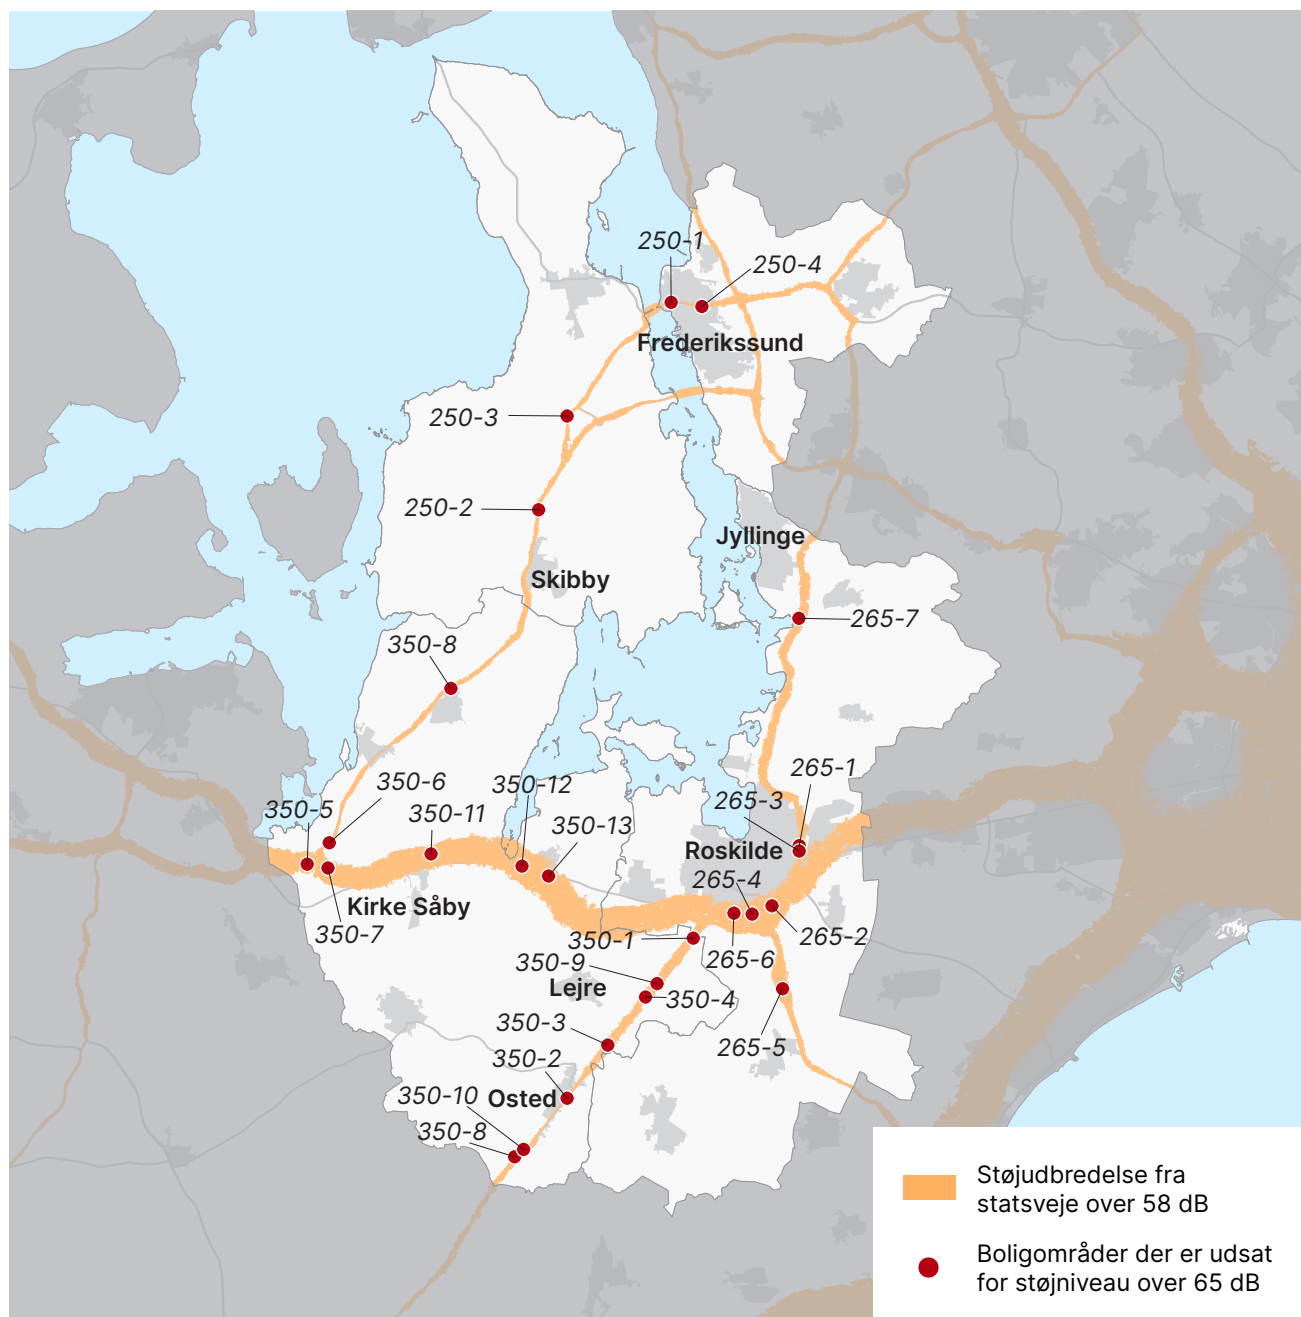 250-1
250-4
Frederikssund
250-3
250-2
Jyllinge
Skibby
265-7
350-8
265-1
350-6
350-12
265-3
350-5
350-11
350-13
Roskilde
265-4
Kirke Såby
350-7
350-1
265-2
265-6
350-9
Lejre
350-4
350-3
265-5
350-2
350-10
Osted
350-8
Støjudbredelse fra
statsveje over 58 dB
Boligområder der er udsat
for støjniveau over 65 dB